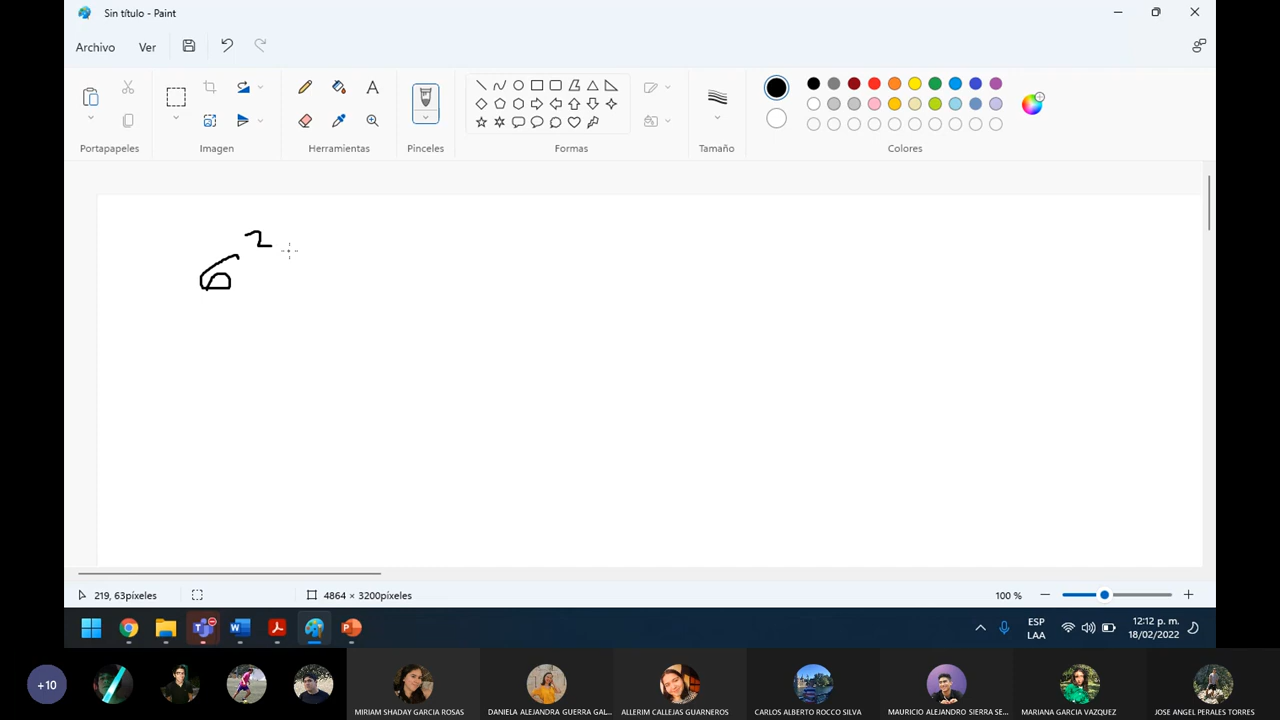 Sin título - Paint
Archivo Ver
Portapapeles Imagen Herramientas Pinceles Formas Tamaño Colores
6²
219, 63píxeles 4864 × 3200píxeles 100 %
ESP
LAA
12:12 p. m.
18/02/2022
+10
MIRIAM SHADAY GARCIA ROSAS
DANIELA ALEJANDRA GUERRA GAL...
ALLERIM CALLEJAS GUARNEROS
CARLOS ALBERTO ROCCO SILVA
MAURICIO ALEJANDRO SIERRA SE...
MARIANA GARCIA VAZQUEZ
JOSE ANGEL PERALES TORRES